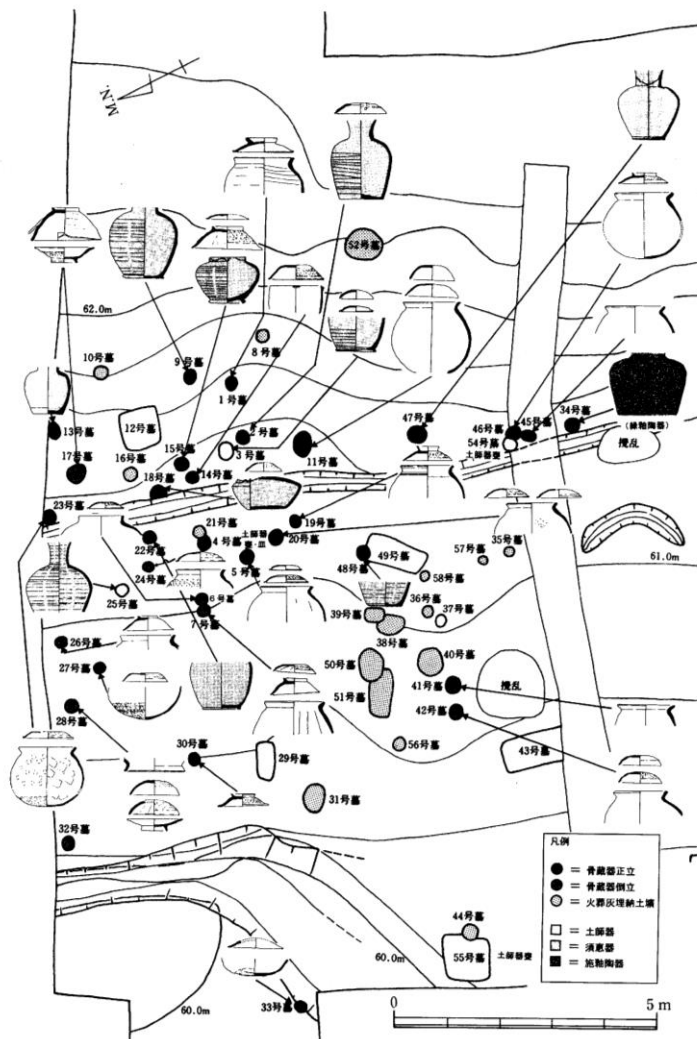 N.M.
52号墓
62.0m
10号墓
9号墓
8号墓
1号墓
13号墓
12号墓
2号墓
47号墓
46号墓
45号墓
34号墓
(緑釉陶器)
17号墓
16号墓
15号墓
3号墓
11号墓
54号墓
土師器甕
攪乱
18号墓
14号墓
23号墓
21号墓
19号墓
22号墓
4号墓
土師器
甕・皿
20号墓
49号墓
57号墓
35号墓
61.0m
24号墓
5号墓
48号墓
58号墓
25号墓
6号墓
39号墓
36号墓
37号墓
7号墓
38号墓
26号墓
27号墓
50号墓
40号墓
攪乱
51号墓
41号墓
28号墓
42号墓
30号墓
29号墓
56号墓
43号墓
31号墓
32号墓
凡例
= 骨蔵器正立
= 骨蔵器倒立
= 火葬灰埋納土壙
= 土師器
= 須恵器
= 施釉陶器
44号墓
55号墓
土師器甕
60.0m
60.0m
33号墓
0
5 m